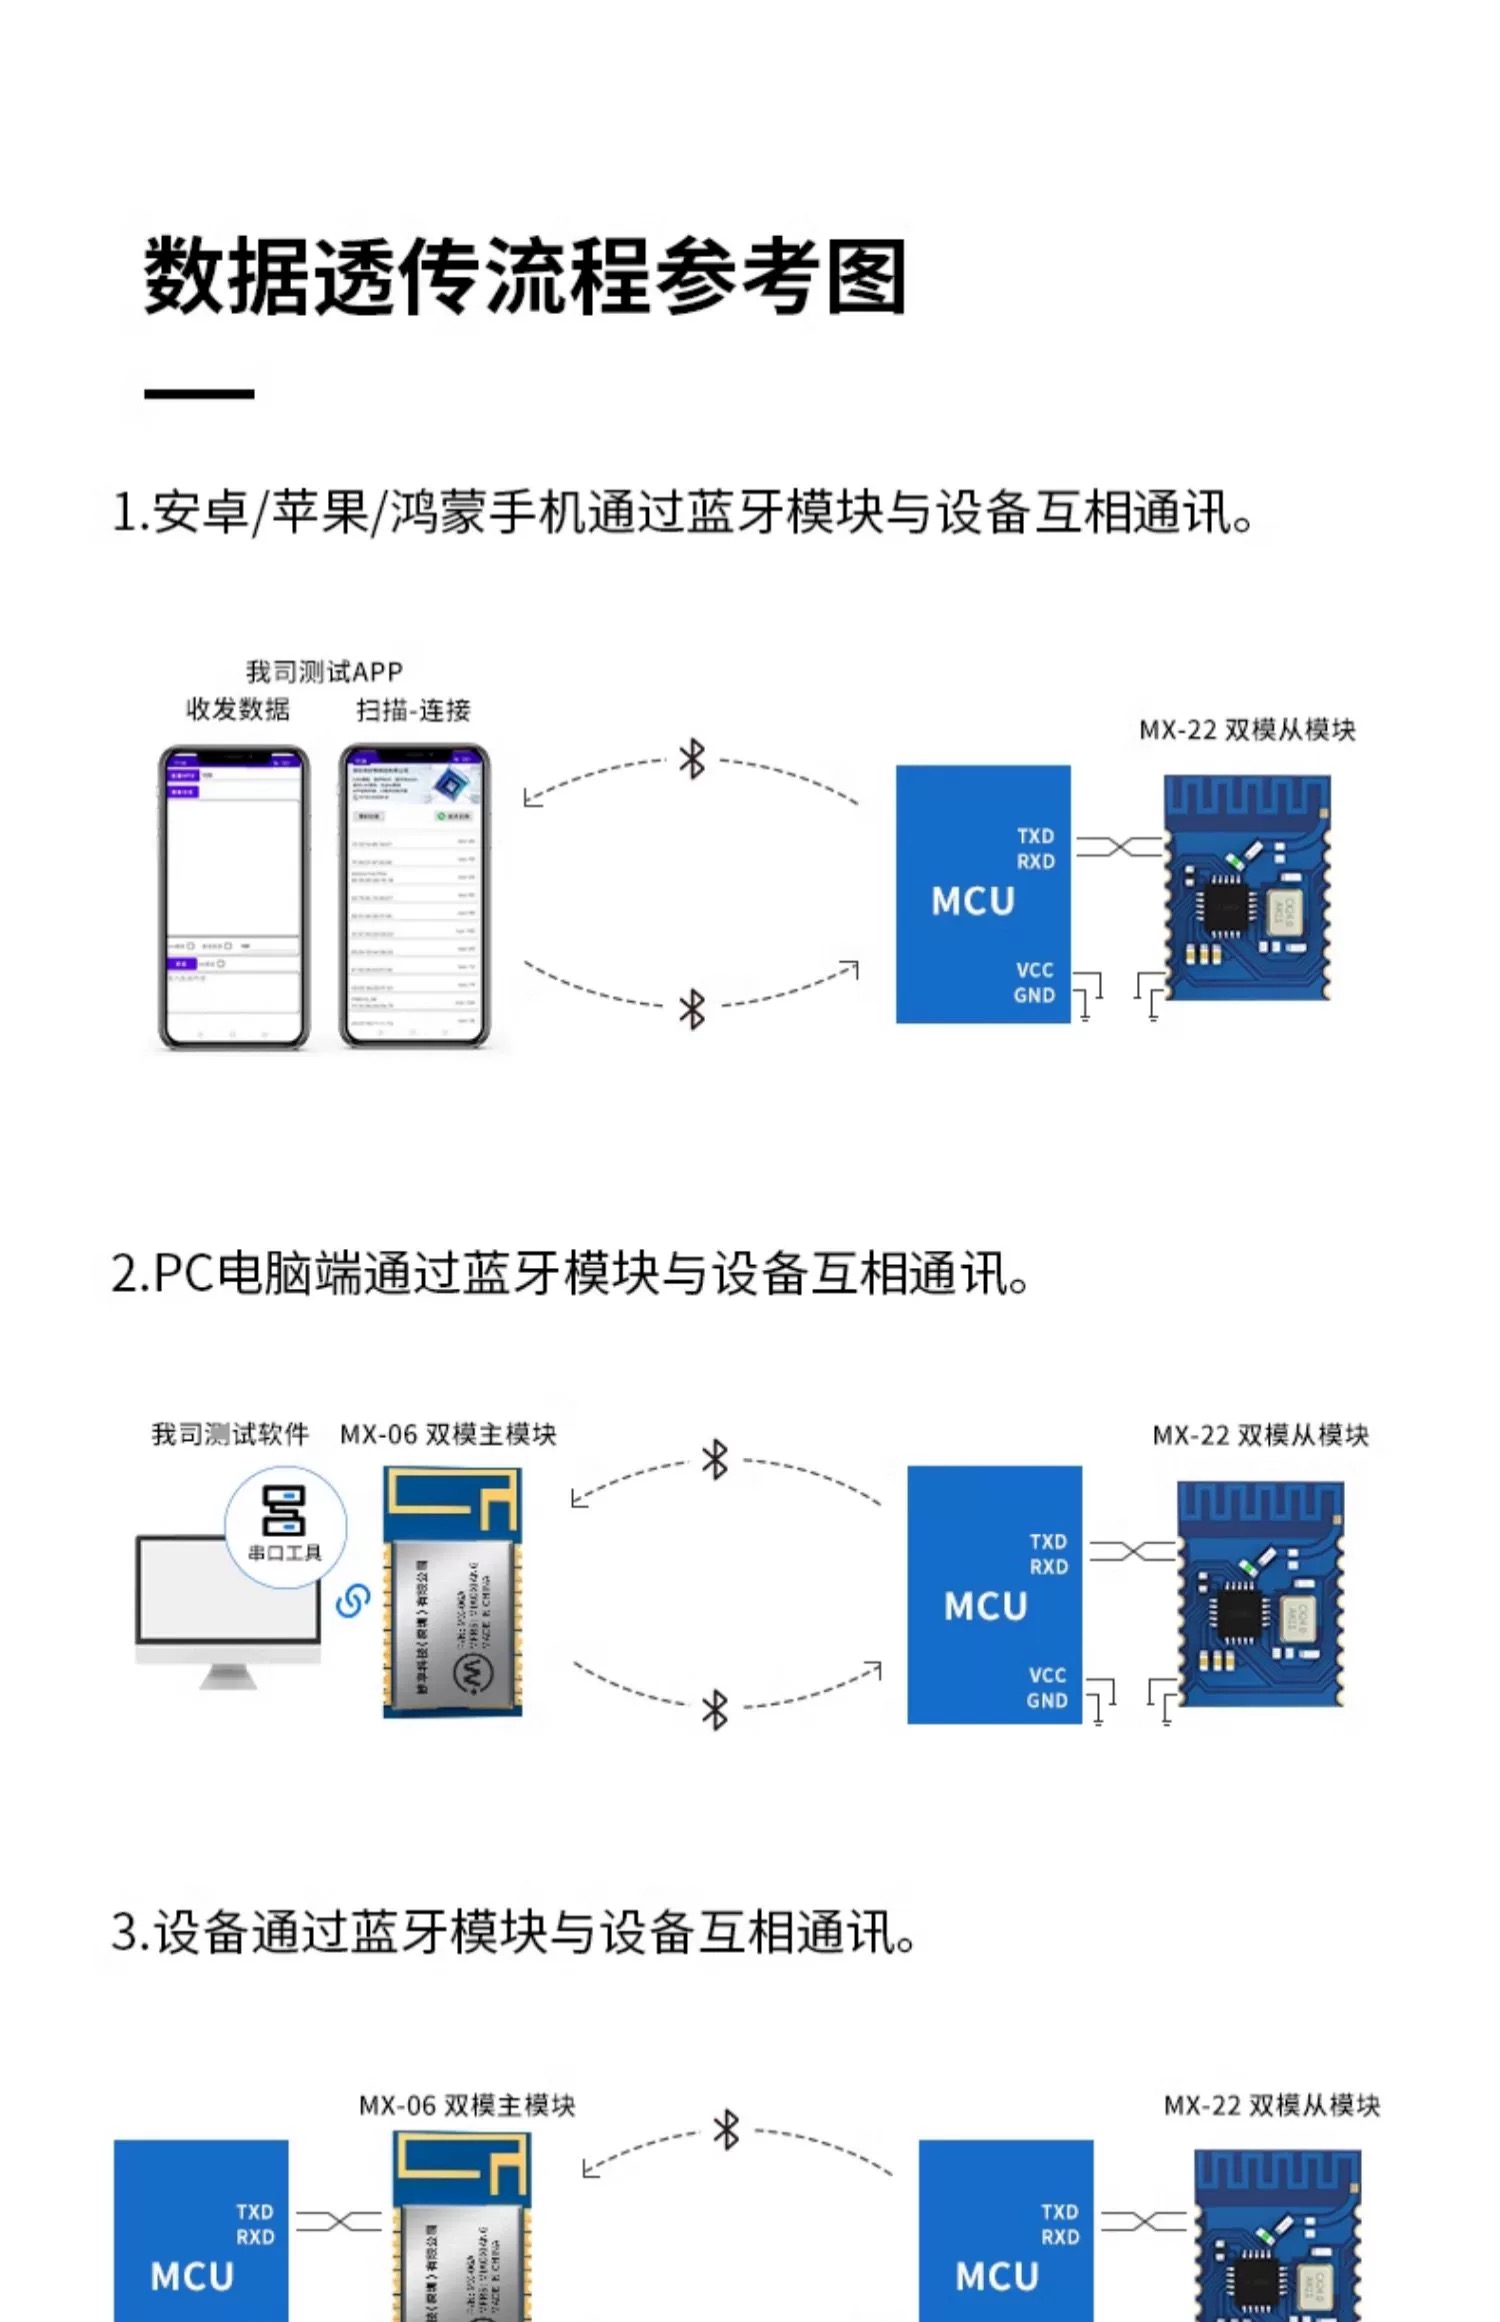 数据透传流程参考图
1.安卓/苹果/鸿蒙手机通过蓝牙模块与设备互相通讯。
我司测试APP
收发数据 扫描-连接
MX-22 双模从模块
TXD
RXD
MCU
VCC
GND
2.PC电脑端通过蓝牙模块与设备互相通讯。
我司测试软件 MX-06 双模主模块
MX-22 双模从模块
串口工具
TXD
RXD
MCU
VCC
GND
MADE IN CHINA
3.设备通过蓝牙模块与设备互相通讯。
MX-06 双模主模块
MX-22 双模从模块
TXD
RXD
MCU
TXD
RXD
MCU